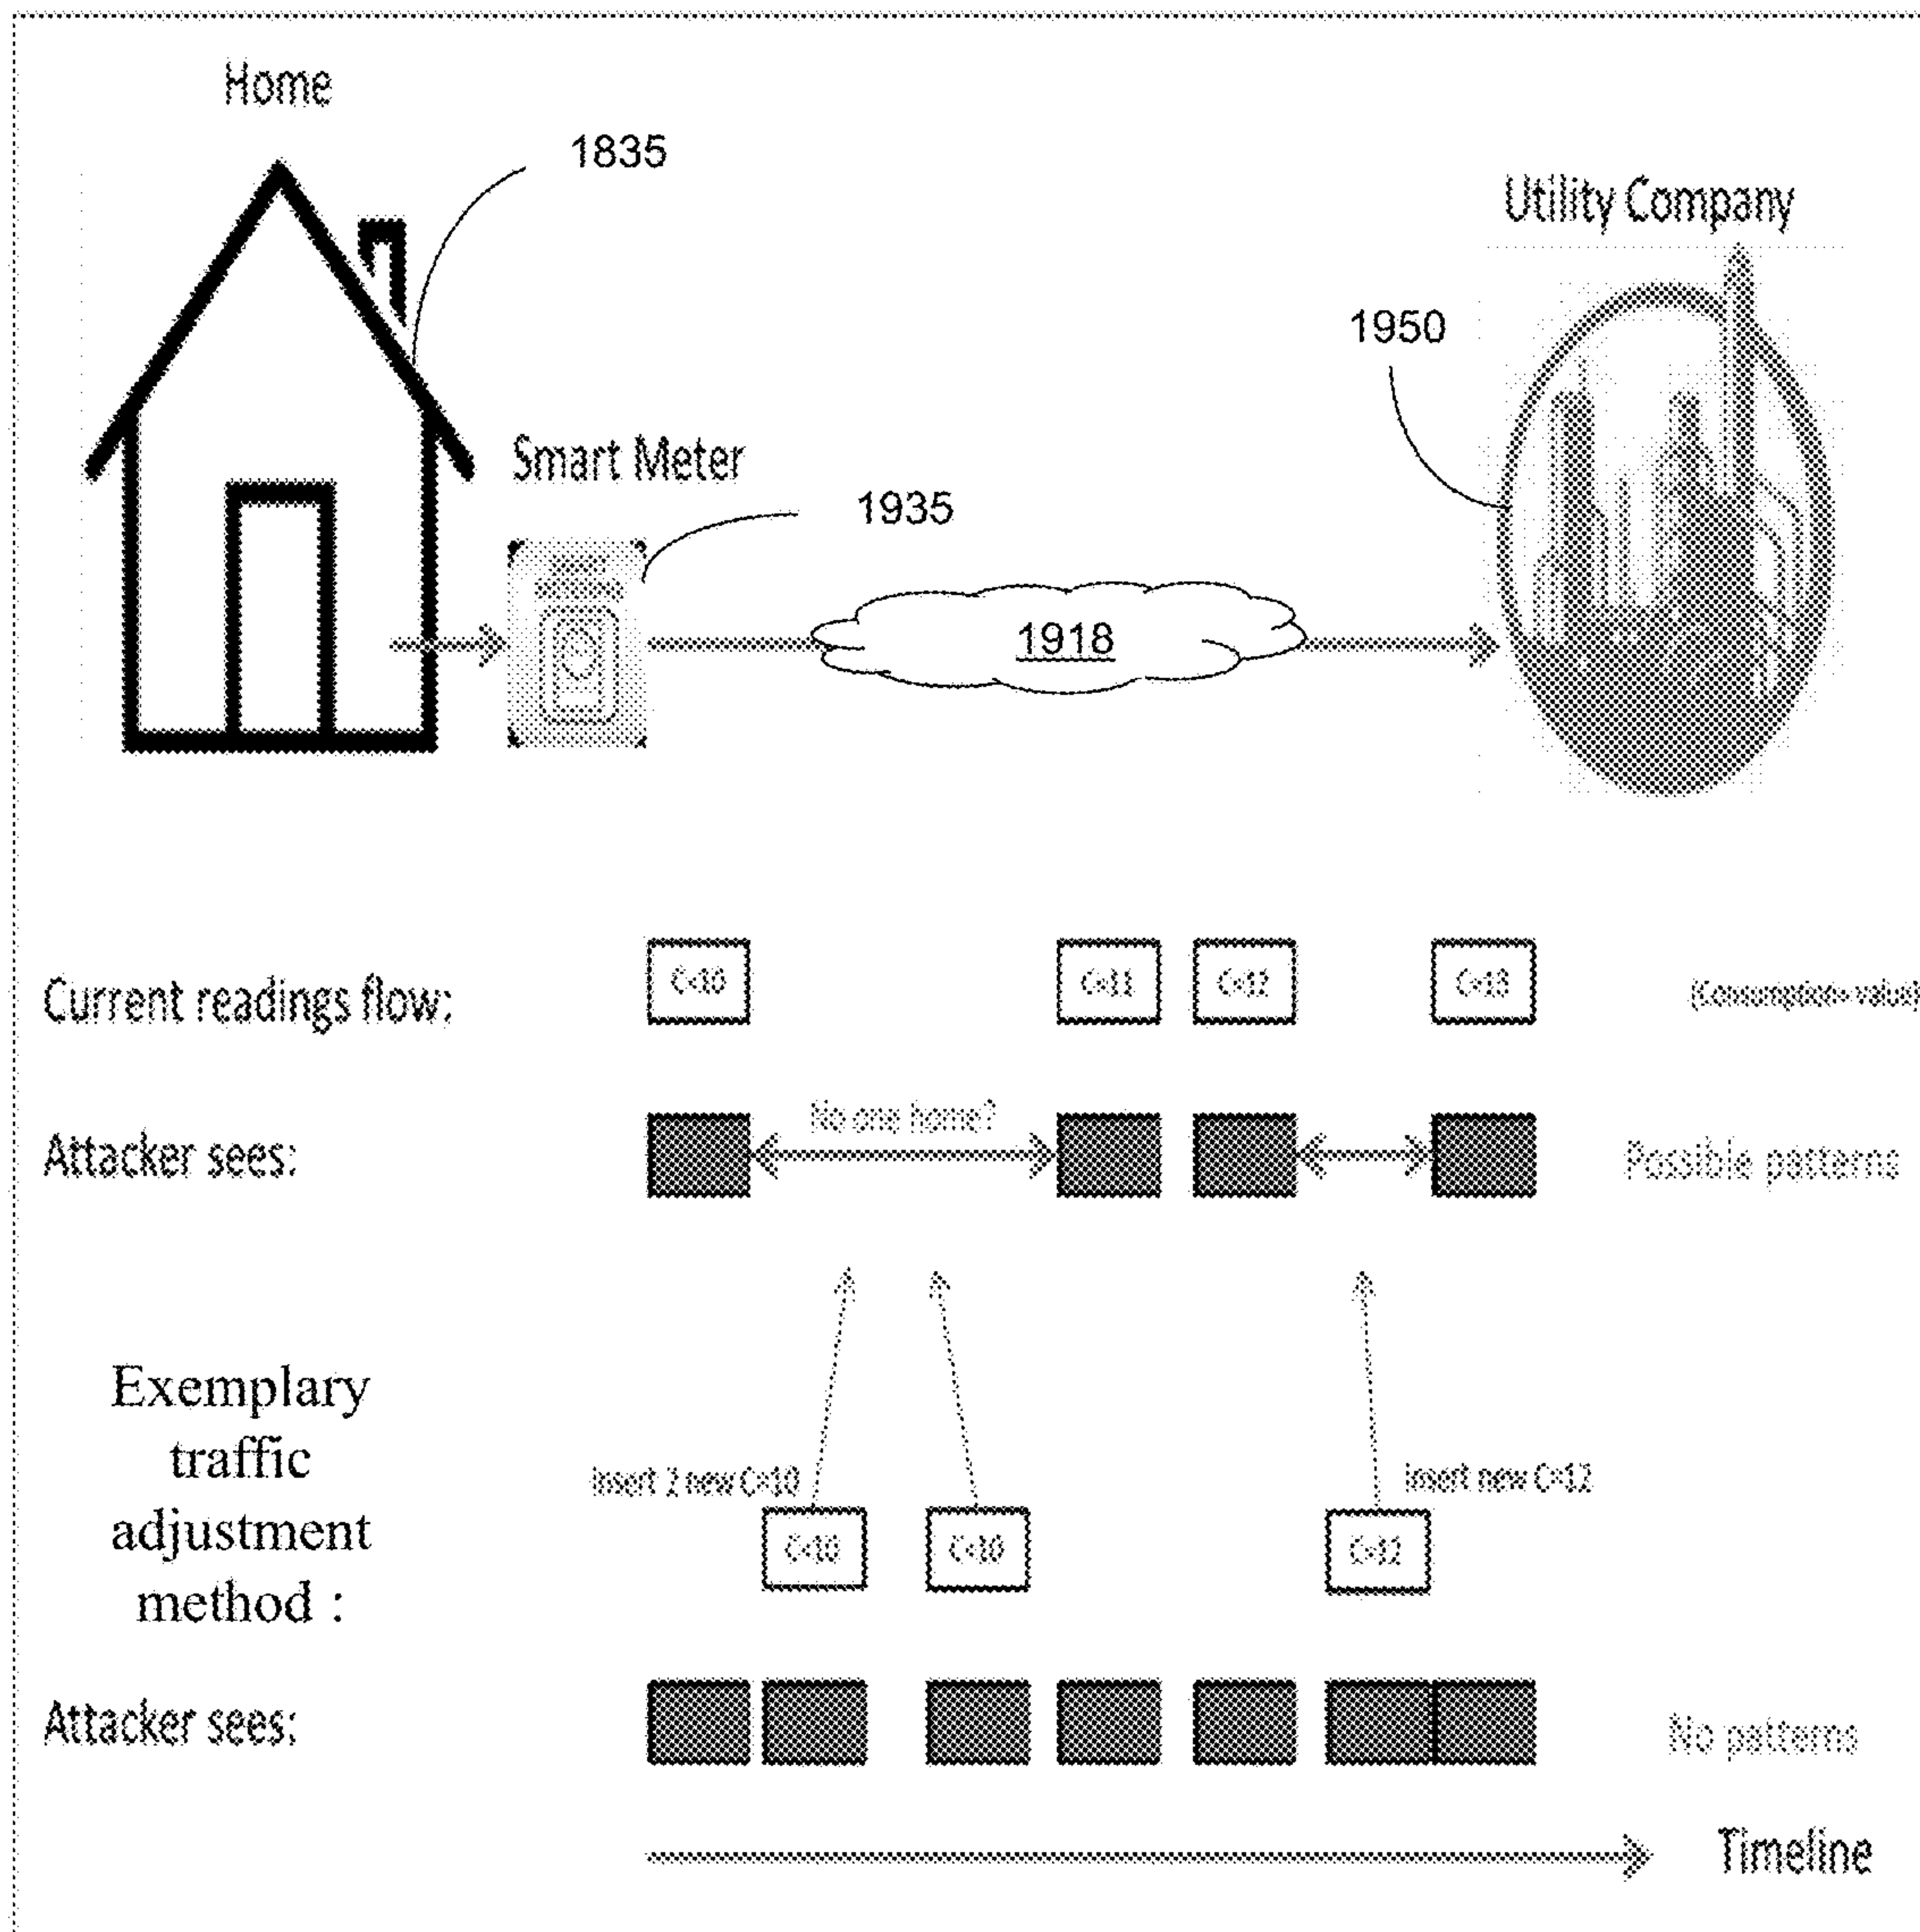 Home
1835
Utility Company
1950
Smart Meter
1935
1918
Current readings flow:
C=10
C=11
C=12
C=13
(Consumption=value)
Attacker sees:
No one home?
Possible patterns
Exemplary
traffic
adjustment
method :
insert 2 new C=10
insert new C=12
C=10
C=10
C=12
Attacker sees:
No patterns
Timeline